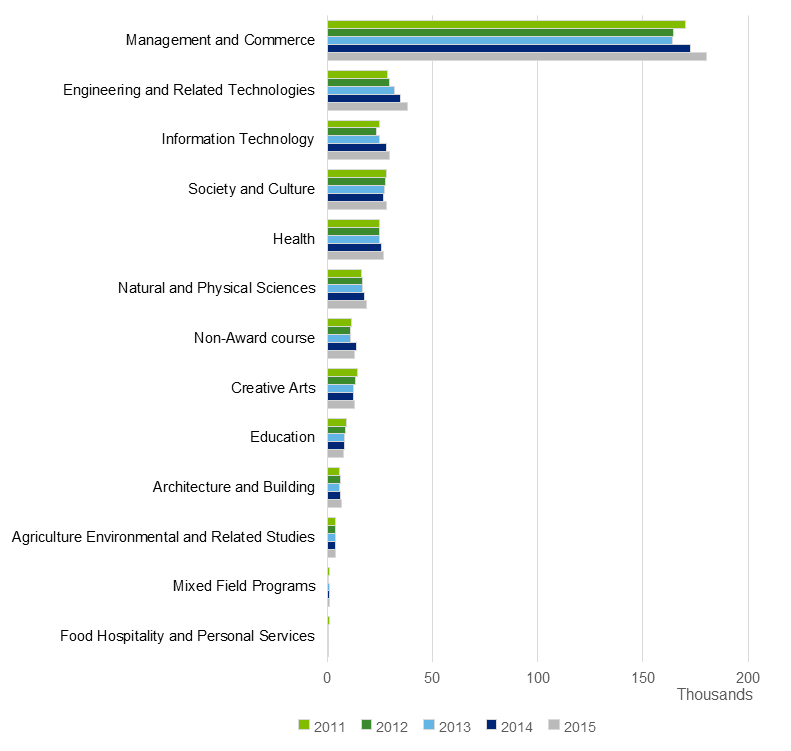 Management and Commerce
Engineering and Related Technologies
Information Technology
Society and Culture
Health
Natural and Physical Sciences
Non-Award course
Creative Arts
Education
Architecture and Building
Agriculture Environmental and Related Studies
Mixed Field Programs
Food Hospitality and Personal Services
0 50 100 150 200
Thousands
2011 2012 2013 2014 2015